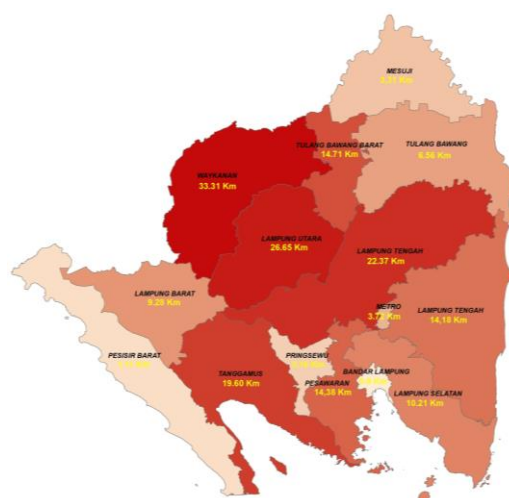 MESUJI
TULANG BAWANG BARAT
14.71 Km
TULANG BAWANG
6.56 Km
WAYKANAN
33.31 Km
LAMPUNG UTARA
26.65 Km
LAMPUNG TENGAH
22.37 Km
LAMPUNG BARAT
9.28 Km
METRO
3.72 Km
LAMPUNG TENGAH
14,18 Km
PESISIR BARAT
TANGGAMUS
19.60 Km
PRINGSEWU
PESAWARAN
14,38 Km
BANDAR LAMPUNG
LAMPUNG SELATAN
10.21 Km